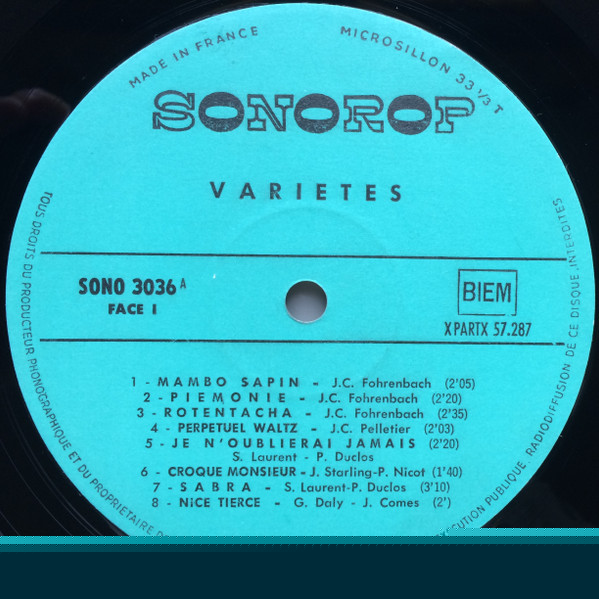 MADE IN FRANCE
MICROSILLON 33 1/3 T
SONOROP
VARIETES
SONO 3036 A
FACE I
BIEM
X PARTX 57.287
1 - MAMBO SAPIN - J.C. Fohrenbach (2'05)
2 - PIEMONIE - J.C. Fohrenbach (2'20)
3 - ROTENTACHA - J.C. Fohrenbach (2'35)
4 - PERPETUEL WALTZ - J.C. Pelletier (2'03)
5 - JE N'OUBLIERAI JAMAIS (2'20)
S. Laurent - P. Duclos
6 - CROQUE MONSIEUR - J. Starling-P. Nicot (1'40)
7 - SABRA - S. Laurent-P. Duclos (3'10)
8 - NiCE TIERCE - G. Daly - J. Comes (2')
TOUS DROITS DU PRODUCTEUR PHONOGRAPHIQUE ET DU PROPRIETAIRE
EXECUTION PUBLIQUE, RADIODIFFUSION DE CE DISQUE INTERDITES